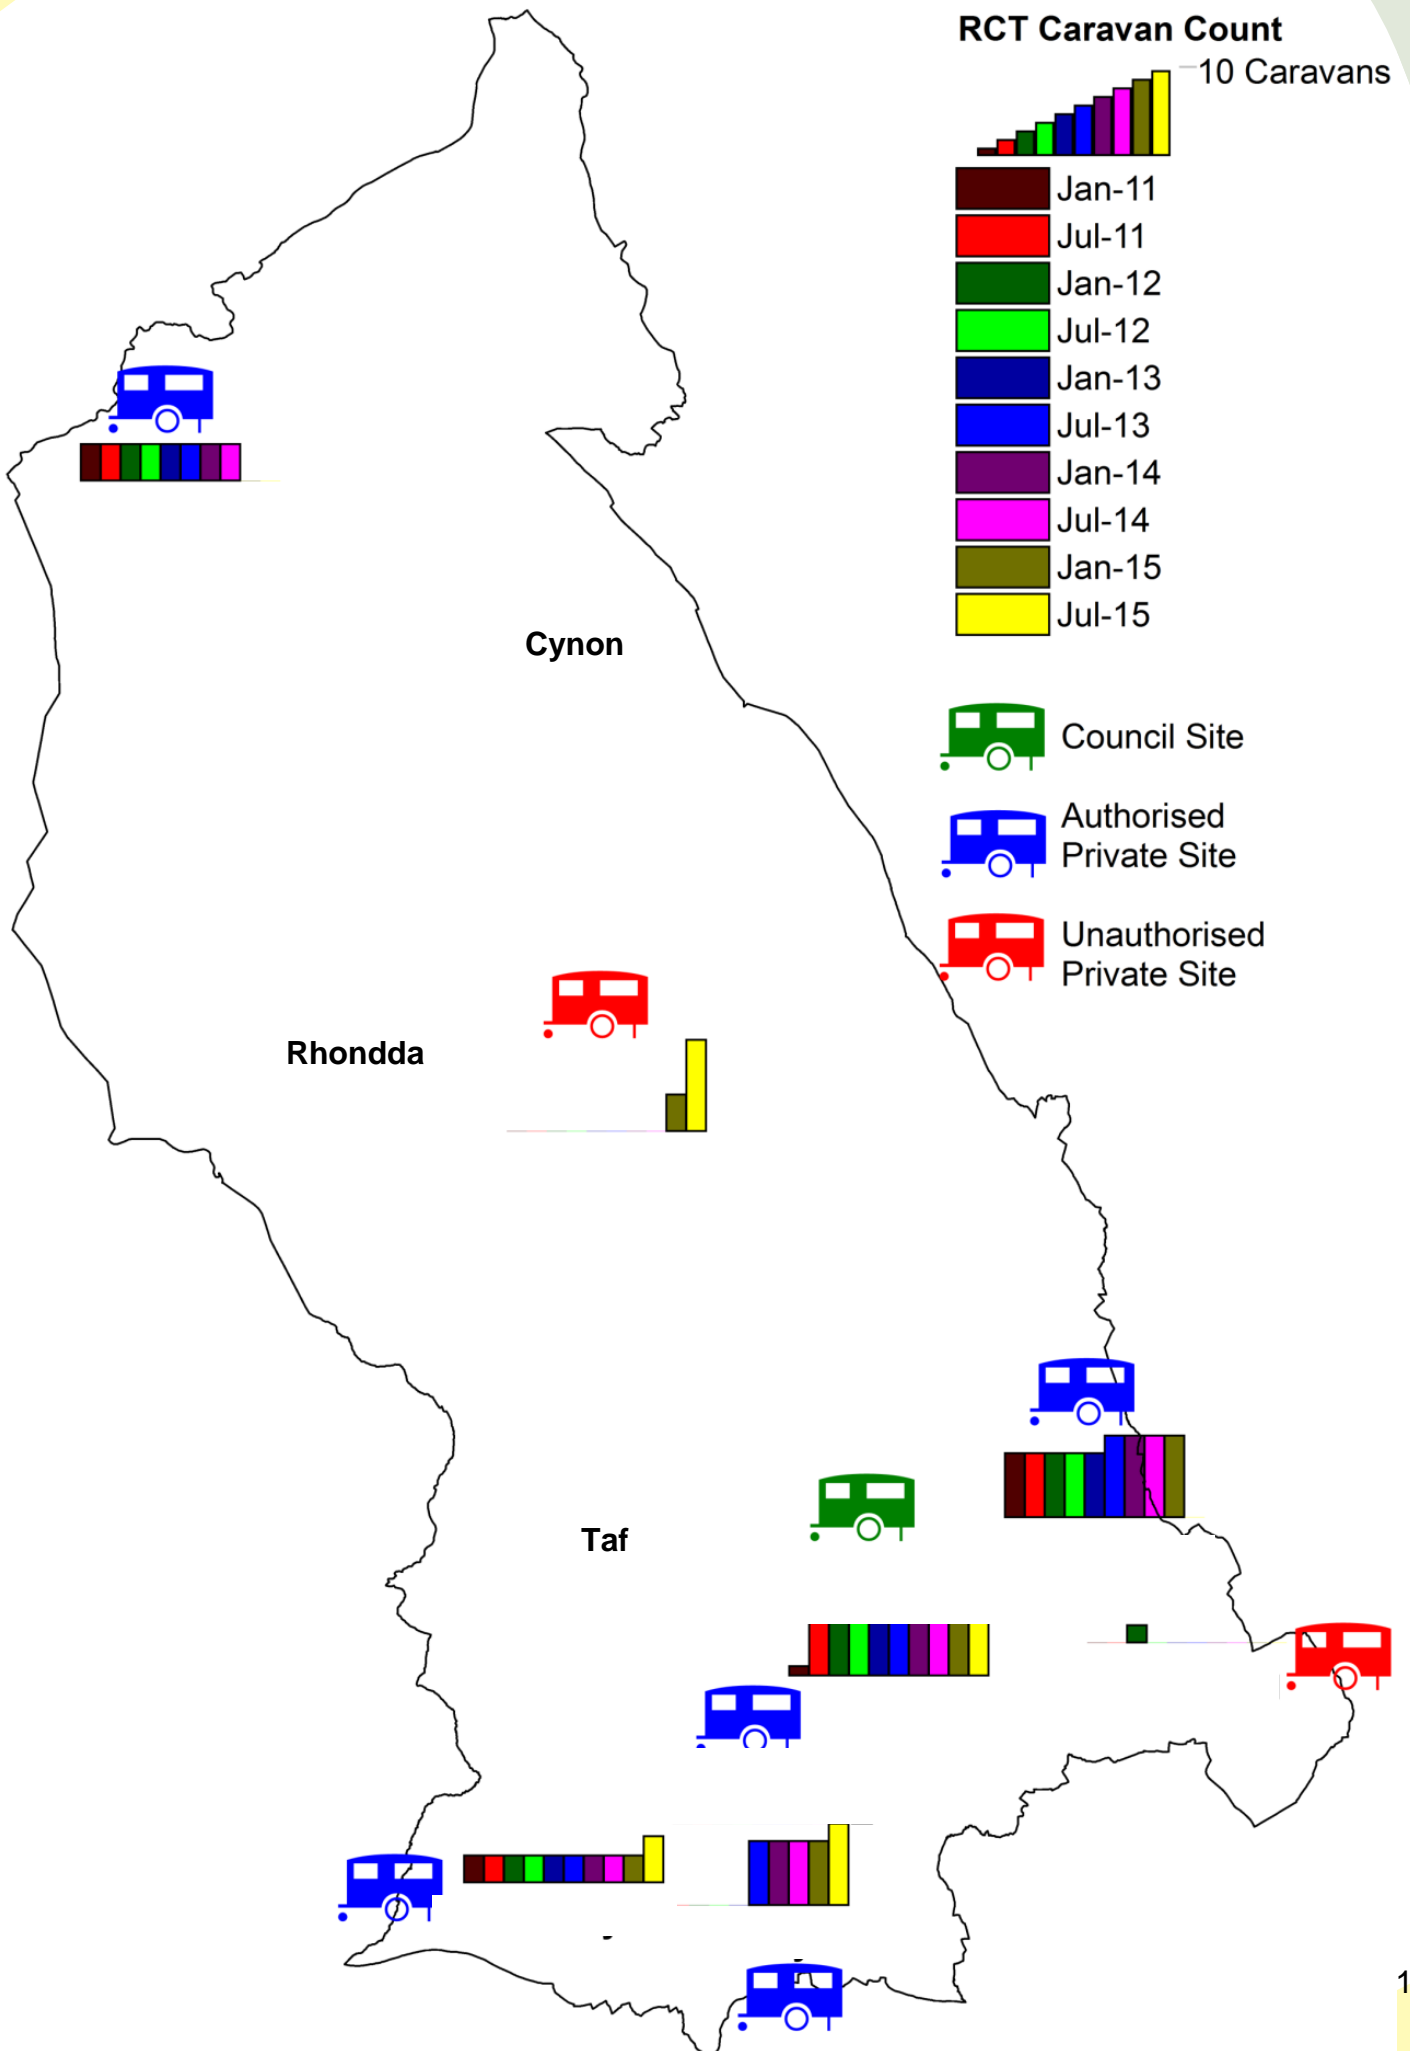 RCT Caravan Count
10 Caravans
Jan-11
Jul-11
Jan-12
Jul-12
Jan-13
Jul-13
Jan-14
Jul-14
Jan-15
Jul-15
Cynon
Council Site
Authorised
Private Site
Unauthorised
Private Site
Rhondda
Taf
1